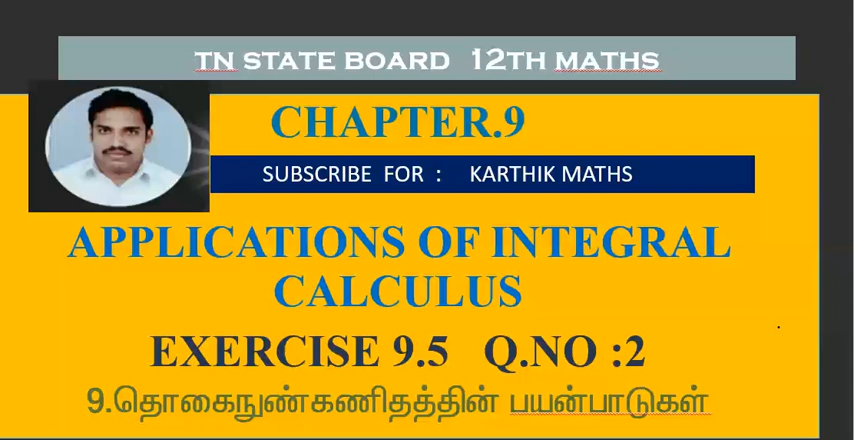 TN STATE BOARD 12TH MATHS
CHAPTER.9
SUBSCRIBE FOR : KARTHIK MATHS
APPLICATIONS OF INTEGRAL
CALCULUS
EXERCISE 9.5 Q.NO :2
9.தொகைநுண்கணிதத்தின் பயன்பாடுகள்